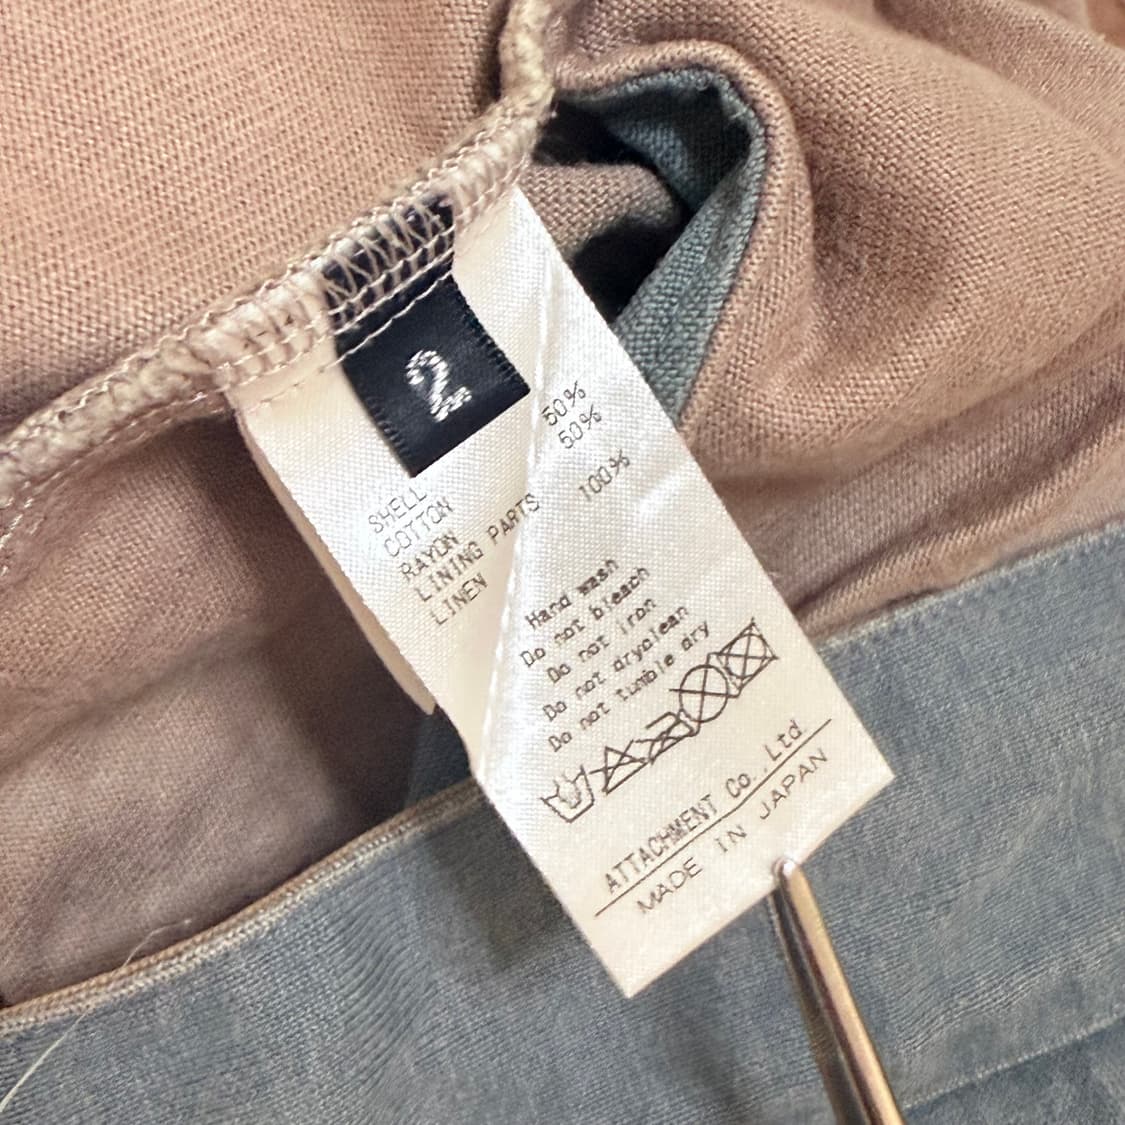 2
SHELL
COTTON 50%
RAYON 50%
LINING PARTS
LINEN 100%
Hand wash
Do not bleach
Do not iron
Do not dryclean
Do not tumble dry
ATTACHMENT Co.,Ltd.
MADE IN JAPAN